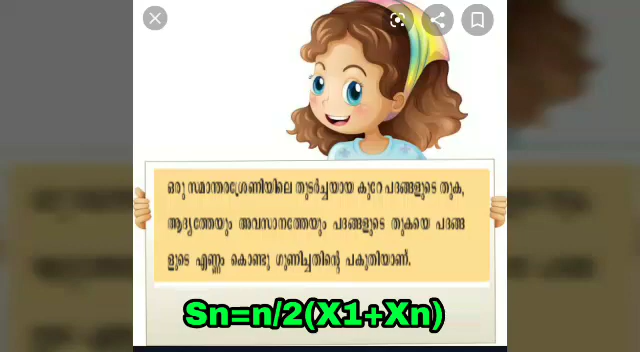 ഒരു സമാന്തരശ്രേണിയിലെ തുടർച്ചയായ കുറേ പദങ്ങളുടെ തുക,
ആദ്യത്തേയും അവസാനത്തേയും പദങ്ങളുടെ തുകയെ പദങ്ങ
ളുടെ എണ്ണം കൊണ്ടു ഗുണിച്ചതിന്റെ പകുതിയാണ്.
Sn=n/2(X1+Xn)